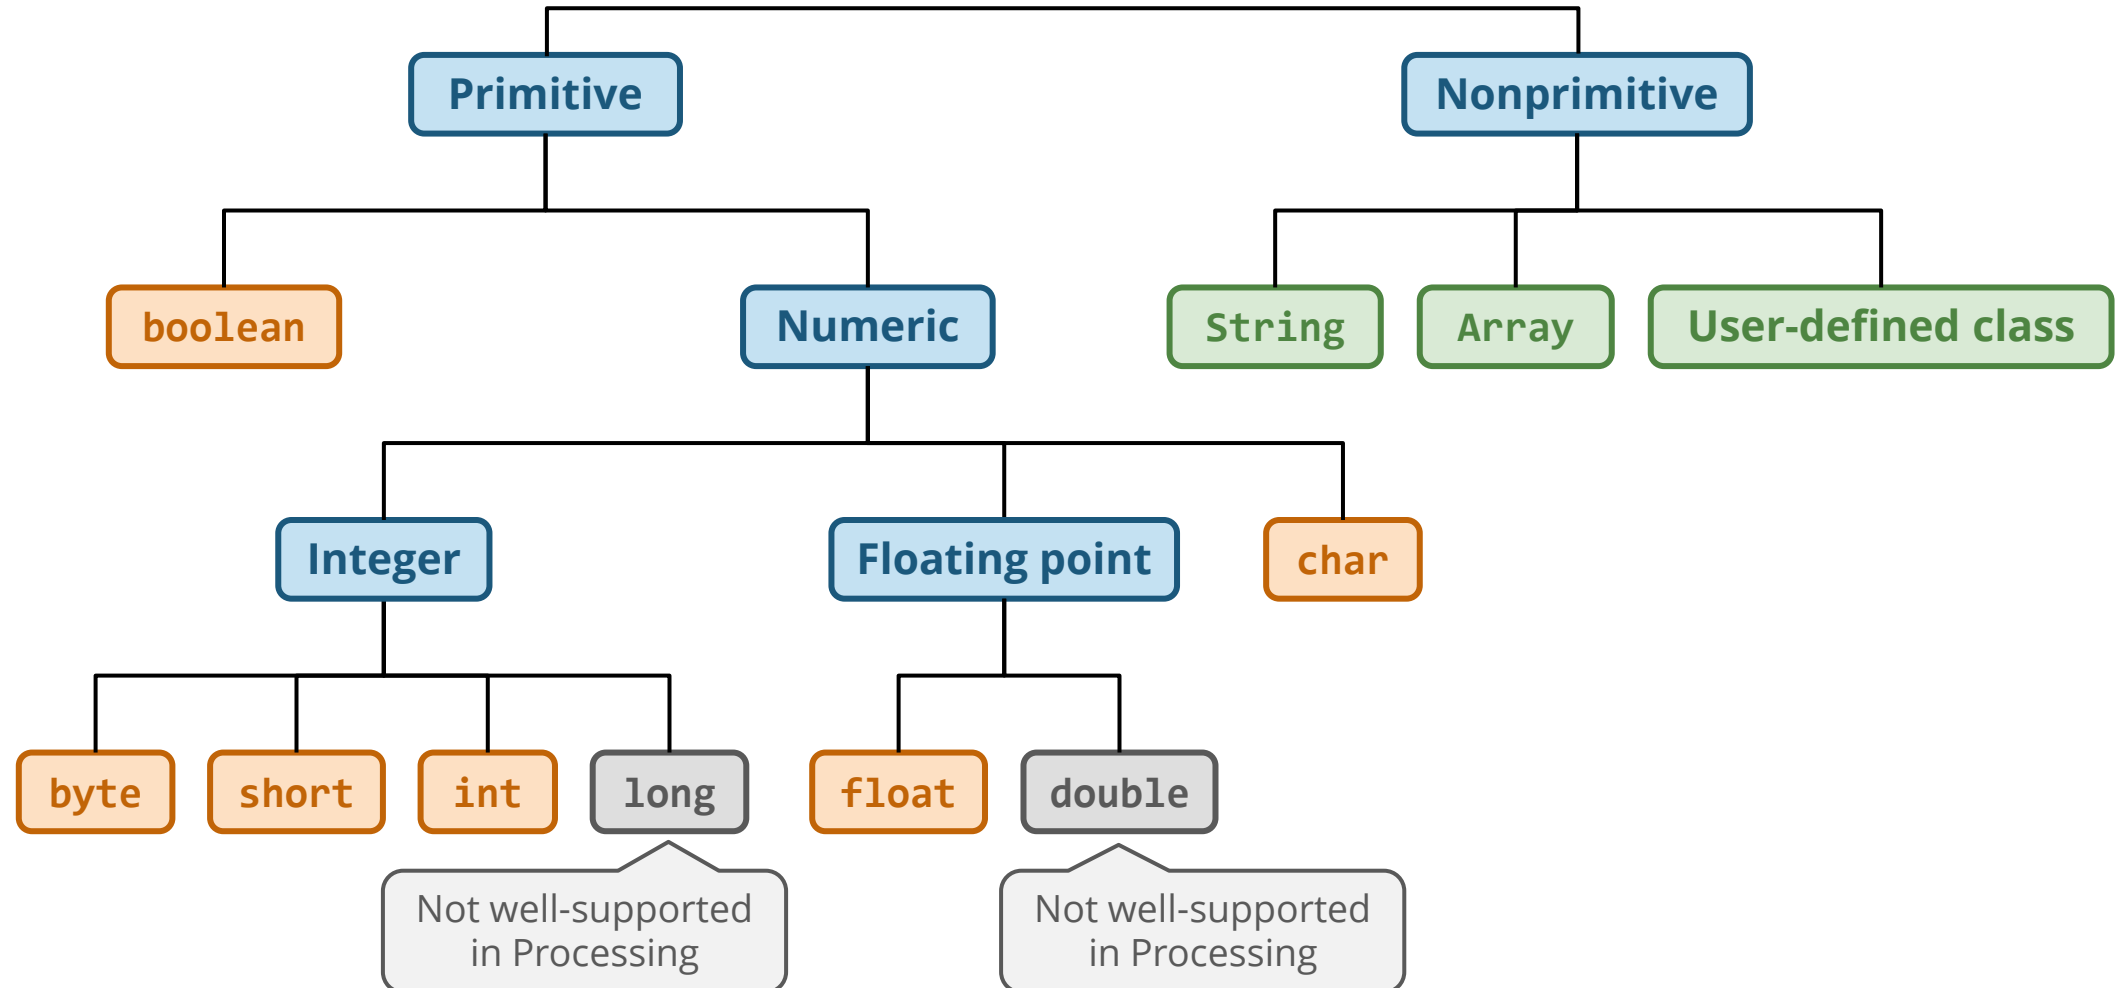 Primitive
Nonprimitive
boolean
Numeric
String
Array
User-defined class
Integer
Floating point
char
byte
short
int
long
float
double
Not well-supported
in Processing
Not well-supported
in Processing